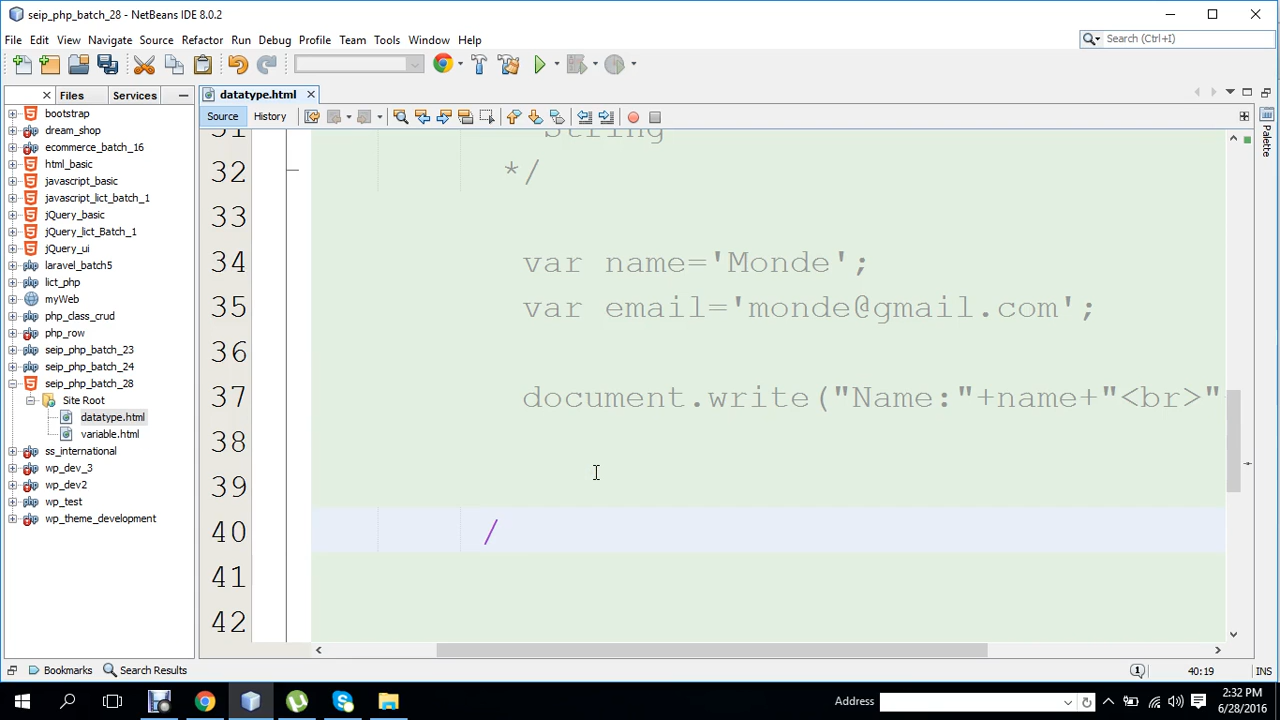 seip_php_batch_28 - NetBeans IDE 8.0.2
File Edit View Navigate Source Refactor Run Debug Profile Team Tools Window Help
Search (Ctrl+I)
Files Services
datatype.html
Source History
Palette
bootstrap
dream_shop
ecommerce_batch_16
html_basic
javascript_basic
javascript_lict_batch_1
jQuery_basic
jQuery_lict_Batch_1
jQuery_ui
laravel_batch5
lict_php
myWeb
php_class_crud
php_row
seip_php_batch_23
seip_php_batch_24
seip_php_batch_28
Site Root
datatype.html
variable.html
ss_international
wp_dev_3
wp_dev2
wp_test
wp_theme_development
31 String
32 */
33
34 var name='Monde';
35 var email='monde@gmail.com';
36
37 document.write("Name:"+name+"<br>"
38
39
40 /
41
42
Bookmarks Search Results
1 40:19 INS
Address
2:32 PM
6/28/2016